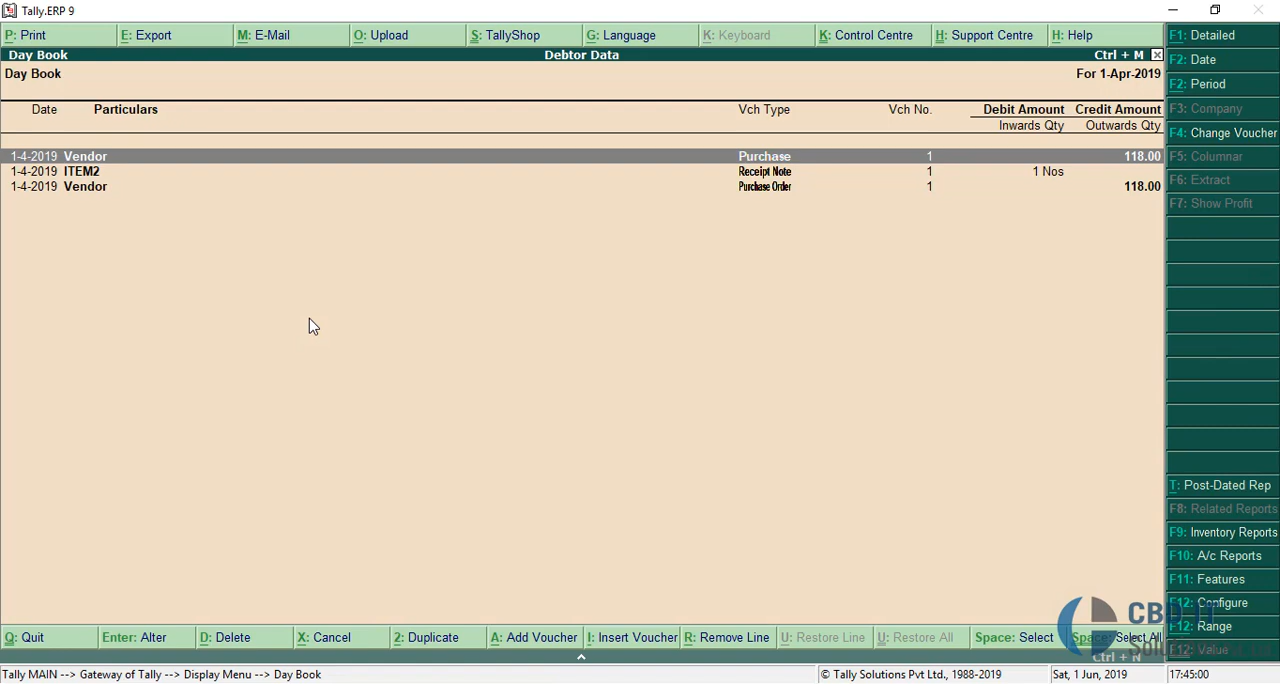 Tally.ERP 9
P: Print E: Export M: E-Mail O: Upload S: TallyShop G: Language K: Keyboard K: Control Centre H: Support Centre H: Help
Day Book Debtor Data Ctrl + M
Day Book For 1-Apr-2019
Date Particulars Vch Type Vch No. Debit Amount Credit Amount
Inwards Qty Outwards Qty
1-4-2019 Vendor Purchase 1 118.00
1-4-2019 ITEM2 Receipt Note 1 1 Nos
1-4-2019 Vendor Purchase Order 1 118.00
F1: Detailed
F2: Date
F2: Period
F3: Company
F4: Change Voucher
F5: Columnar
F6: Extract
F7: Show Profit
T: Post-Dated Rep
F8: Related Reports
F9: Inventory Reports
F10: A/c Reports
F11: Features
F12: Configure
F12: Range
F12: Value
CBD IT
Q: Quit Enter: Alter D: Delete X: Cancel 2: Duplicate A: Add Voucher I: Insert Voucher R: Remove Line U: Restore Line U: Restore All Space: Select Space: Select All
Ctrl + N
Tally MAIN --> Gateway of Tally --> Display Menu --> Day Book © Tally Solutions Pvt Ltd., 1988-2019 Sat, 1 Jun, 2019 17:45:00